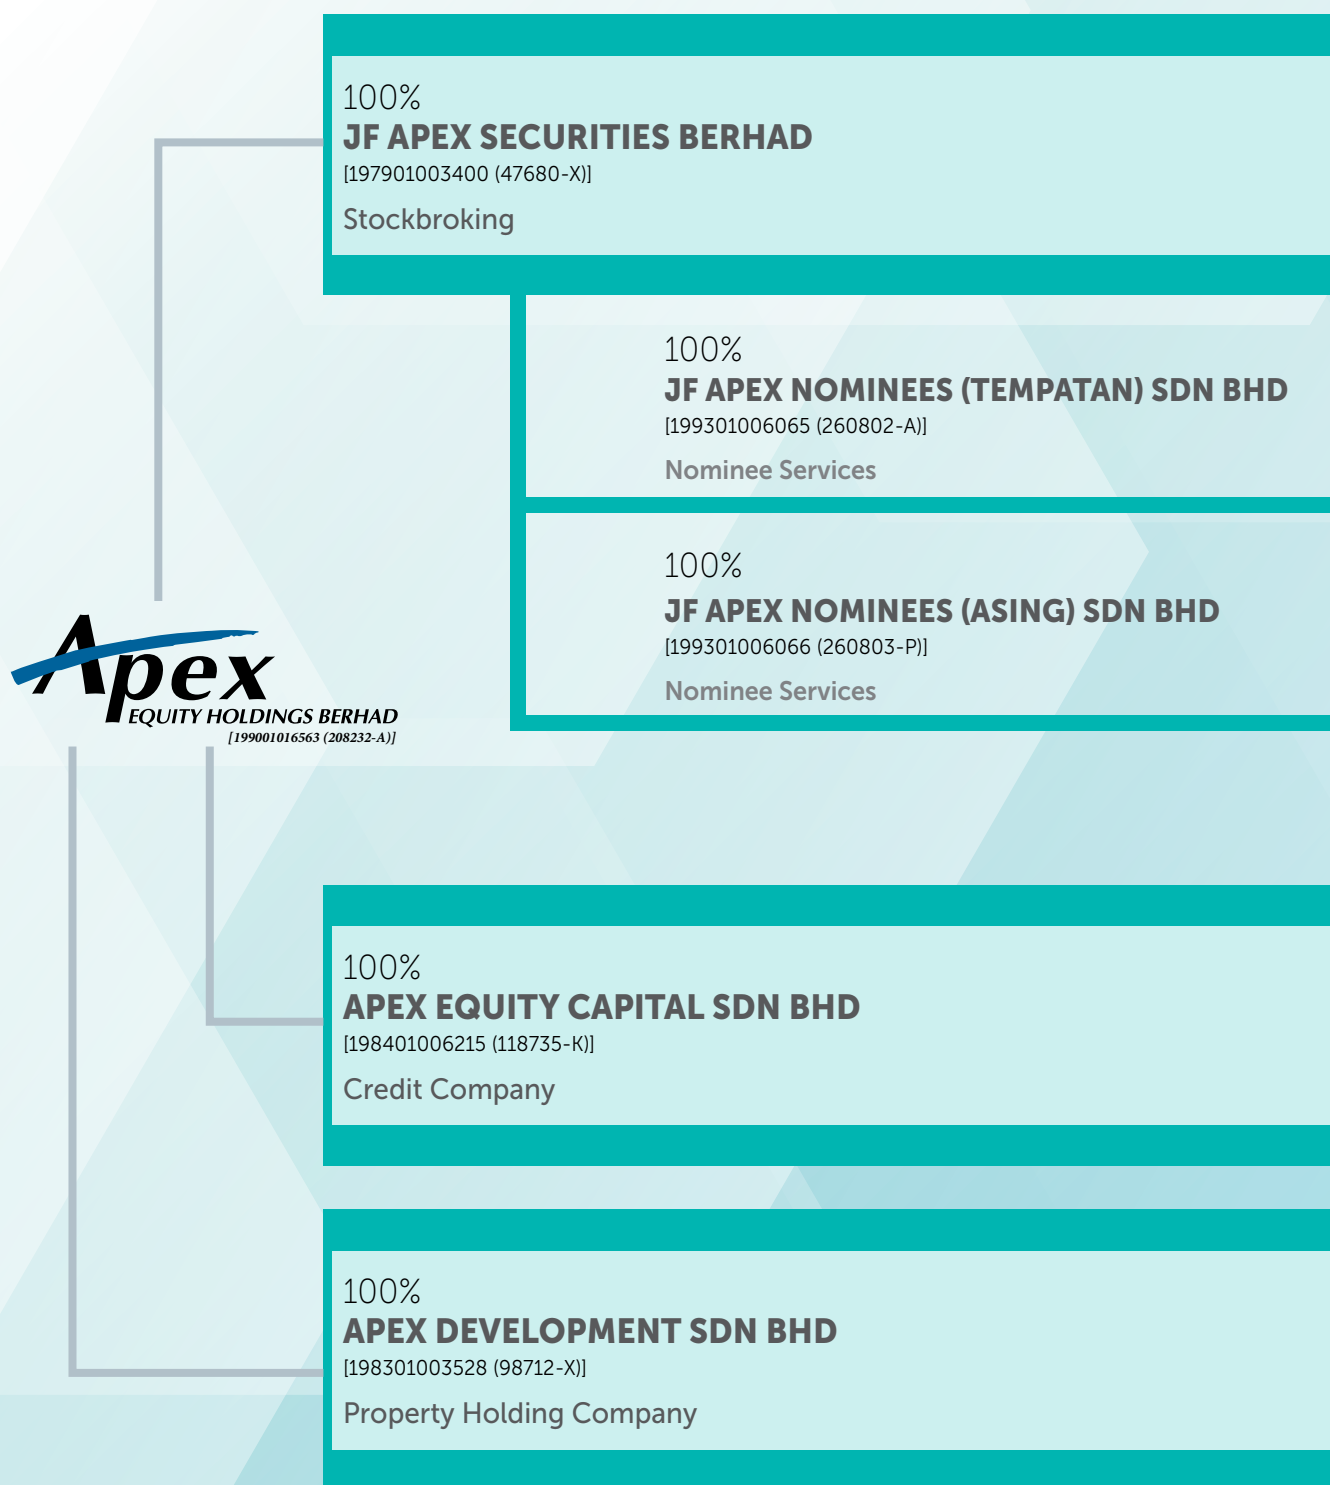 100%
JF APEX SECURITIES BERHAD
[197901003400 (47680-X)]
Stockbroking
100%
JF APEX NOMINEES (TEMPATAN) SDN BHD
[199301006065 (260802-A)]
Nominee Services
100%
JF APEX NOMINEES (ASING) SDN BHD
[199301006066 (260803-P)]
Nominee Services
Apex
EQUITY HOLDINGS BERHAD
[199001016563 (208232-A)]
100%
APEX EQUITY CAPITAL SDN BHD
[198401006215 (118735-K)]
Credit Company
100%
APEX DEVELOPMENT SDN BHD
[198301003528 (98712-X)]
Property Holding Company